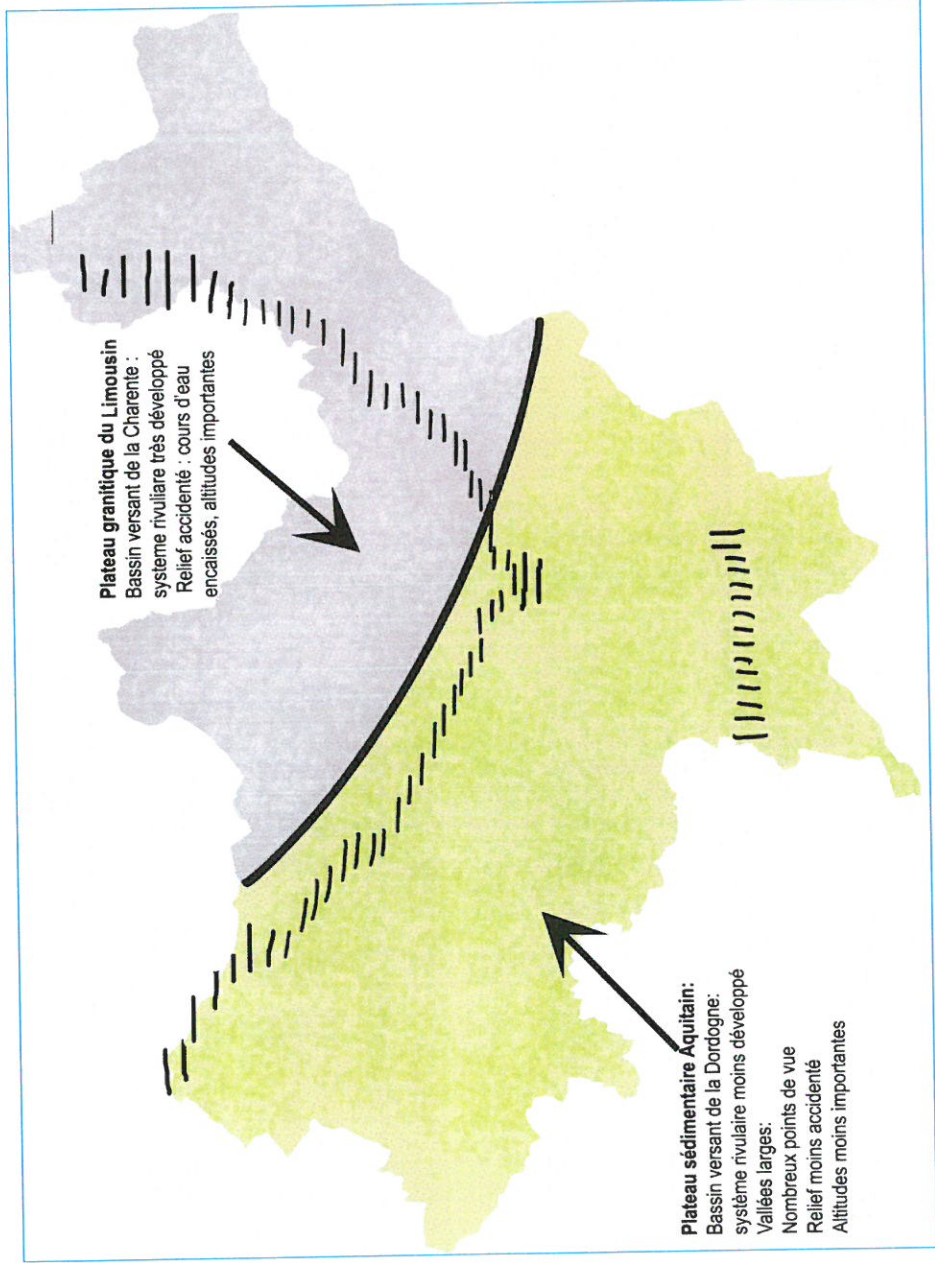 Plateau granitique du Limousin
Bassin versant de la Charente :
systeme rivuliare très développé
Relief accidenté : cours d'eau
encaissés, altitudes importantes
Plateau sédimentaire Aquitain:
Bassin versant de la Dordogne:
système rivulaire moins développé
Vallées larges:
Nombreux points de vue
Relief moins accidenté
Altitudes moins importantes